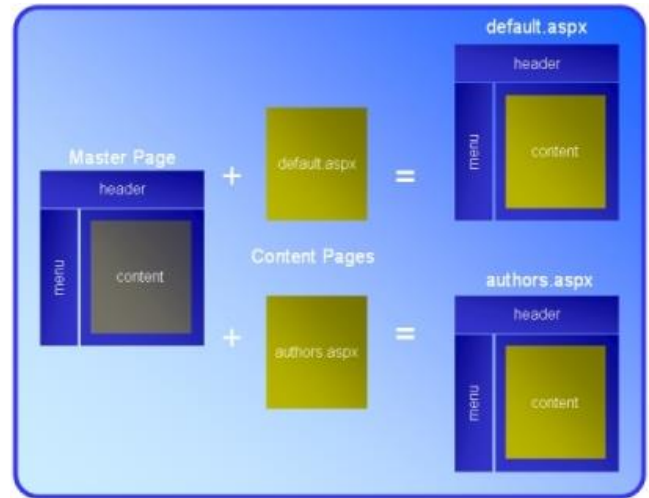 Master Page
header
menu
content
+
default.aspx
=
default.aspx
header
menu
content
Content Pages
+
authors.aspx
=
authors.aspx
header
menu
content